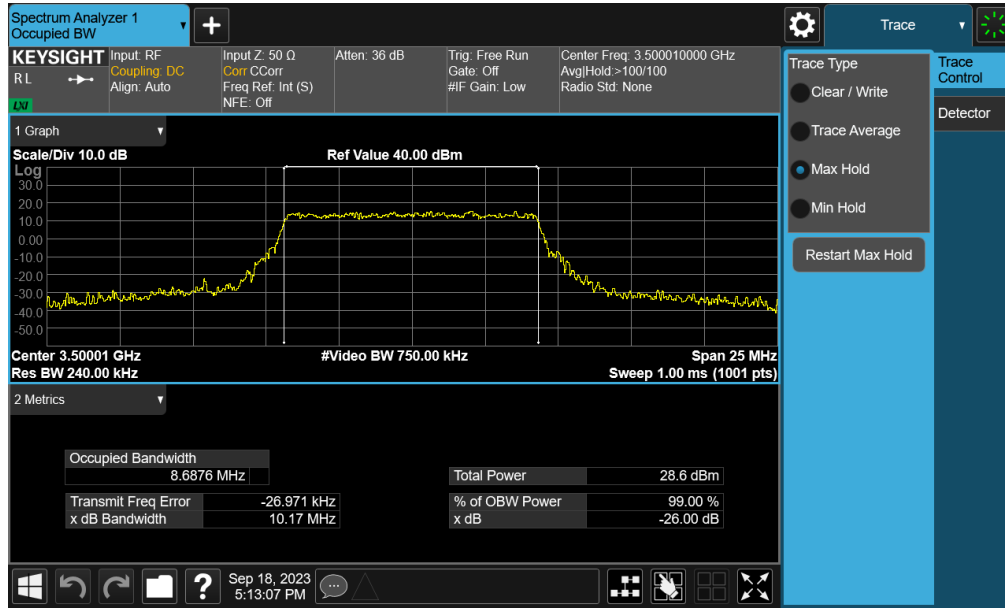 Spectrum Analyzer 1
Occupied BW
+
Trace
KEYSIGHT
R L
LXI
Input: RF
Coupling: DC
Align: Auto
Input Z: 50 Ω
Corr CCorr
Freq Ref: Int (S)
NFE: Off
Atten: 36 dB
Trig: Free Run
Gate: Off
#IF Gain: Low
Center Freq: 3.500010000 GHz
Avg|Hold:>100/100
Radio Std: None
1 Graph
Scale/Div 10.0 dB
Ref Value 40.00 dBm
Log
30.0
20.0
10.0
0.00
-10.0
-20.0
-30.0
-40.0
-50.0
Center 3.50001 GHz
#Video BW 750.00 kHz
Span 25 MHz
Res BW 240.00 kHz
Sweep 1.00 ms (1001 pts)
2 Metrics
Occupied Bandwidth
8.6876 MHz
Total Power 28.6 dBm
Transmit Freq Error -26.971 kHz
% of OBW Power 99.00 %
x dB Bandwidth 10.17 MHz
x dB -26.00 dB
Trace Type
Clear / Write
Trace Average
Max Hold
Min Hold
Restart Max Hold
Trace
Control
Detector
?
Sep 18, 2023
5:13:07 PM